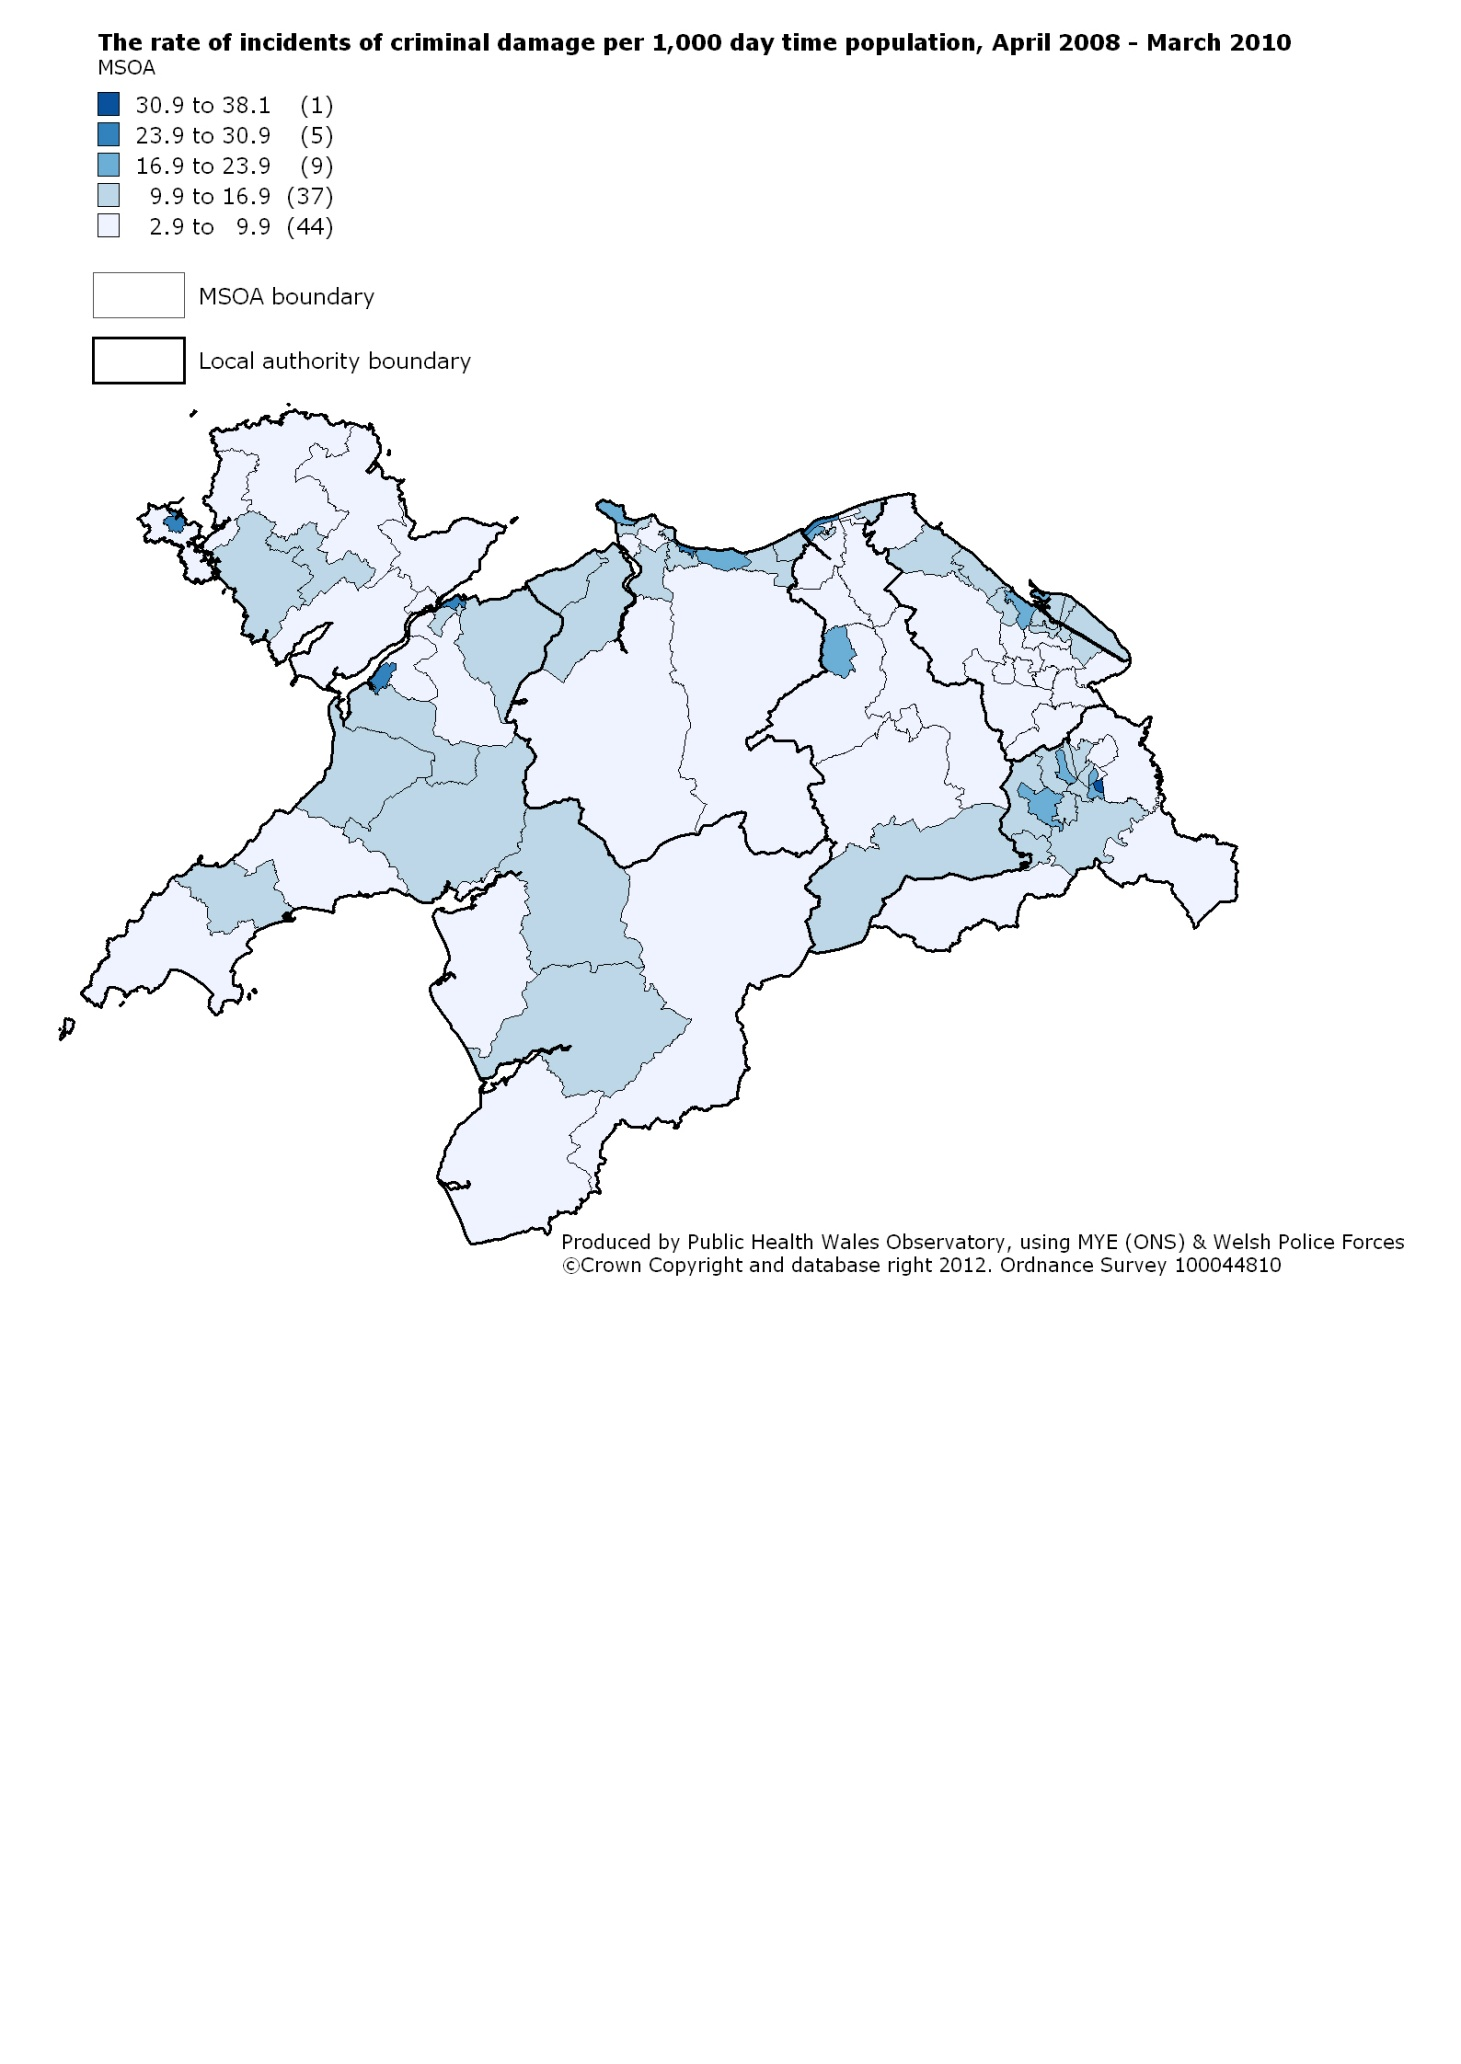 The rate of incidents of criminal damage per 1,000 day time population, April 2008 - March 2010
MSOA
30.9 to 38.1 (1)
23.9 to 30.9 (5)
16.9 to 23.9 (9)
9.9 to 16.9 (37)
2.9 to 9.9 (44)
MSOA boundary
Local authority boundary
Produced by Public Health Wales Observatory, using MYE (ONS) & Welsh Police Forces
©Crown Copyright and database right 2012. Ordnance Survey 100044810